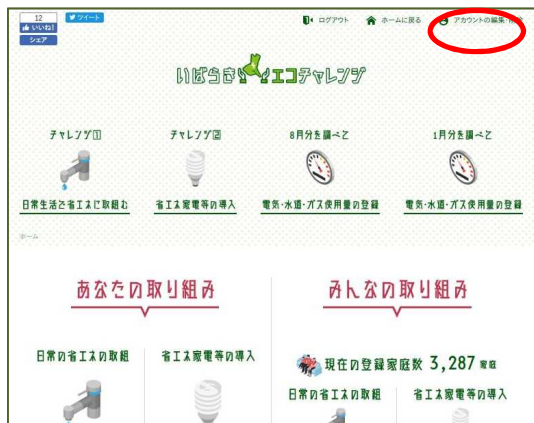 12
ツイート
いいね!
シェア
ログアウト
ホームに戻る
アカウントの編集・
いばらきエコチャレンジ
チャレンジ①
チャレンジ②
8月分を調べて
1月分を調べて
日常生活で省エネに取組む
省エネ家電等の導入
電気・水道・ガス使用量の登録
電気・水道・ガス使用量の登録
ホーム
あなたの取り組み
みんなの取り組み
日常の省エネの取組
省エネ家電等の導入
現在の登録家庭数 3,287 家庭
日常の省エネの取組
省エネ家電等の導入